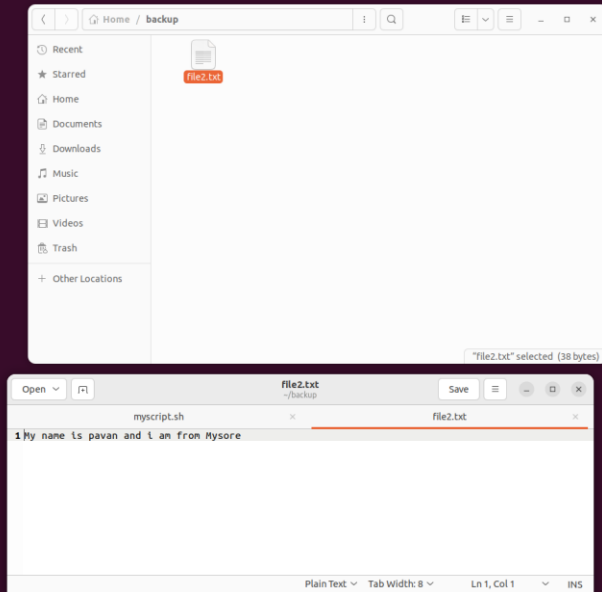 Home / backup
Recent
Starred
Home
Documents
Downloads
Music
Pictures
Videos
Trash
+ Other Locations
file2.txt
"file2.txt" selected (38 bytes)
Open
file2.txt
~/backup
Save
myscript.sh
file2.txt
1 My name is pavan and i am from Mysore
Plain Text Tab Width: 8 Ln 1, Col 1 INS